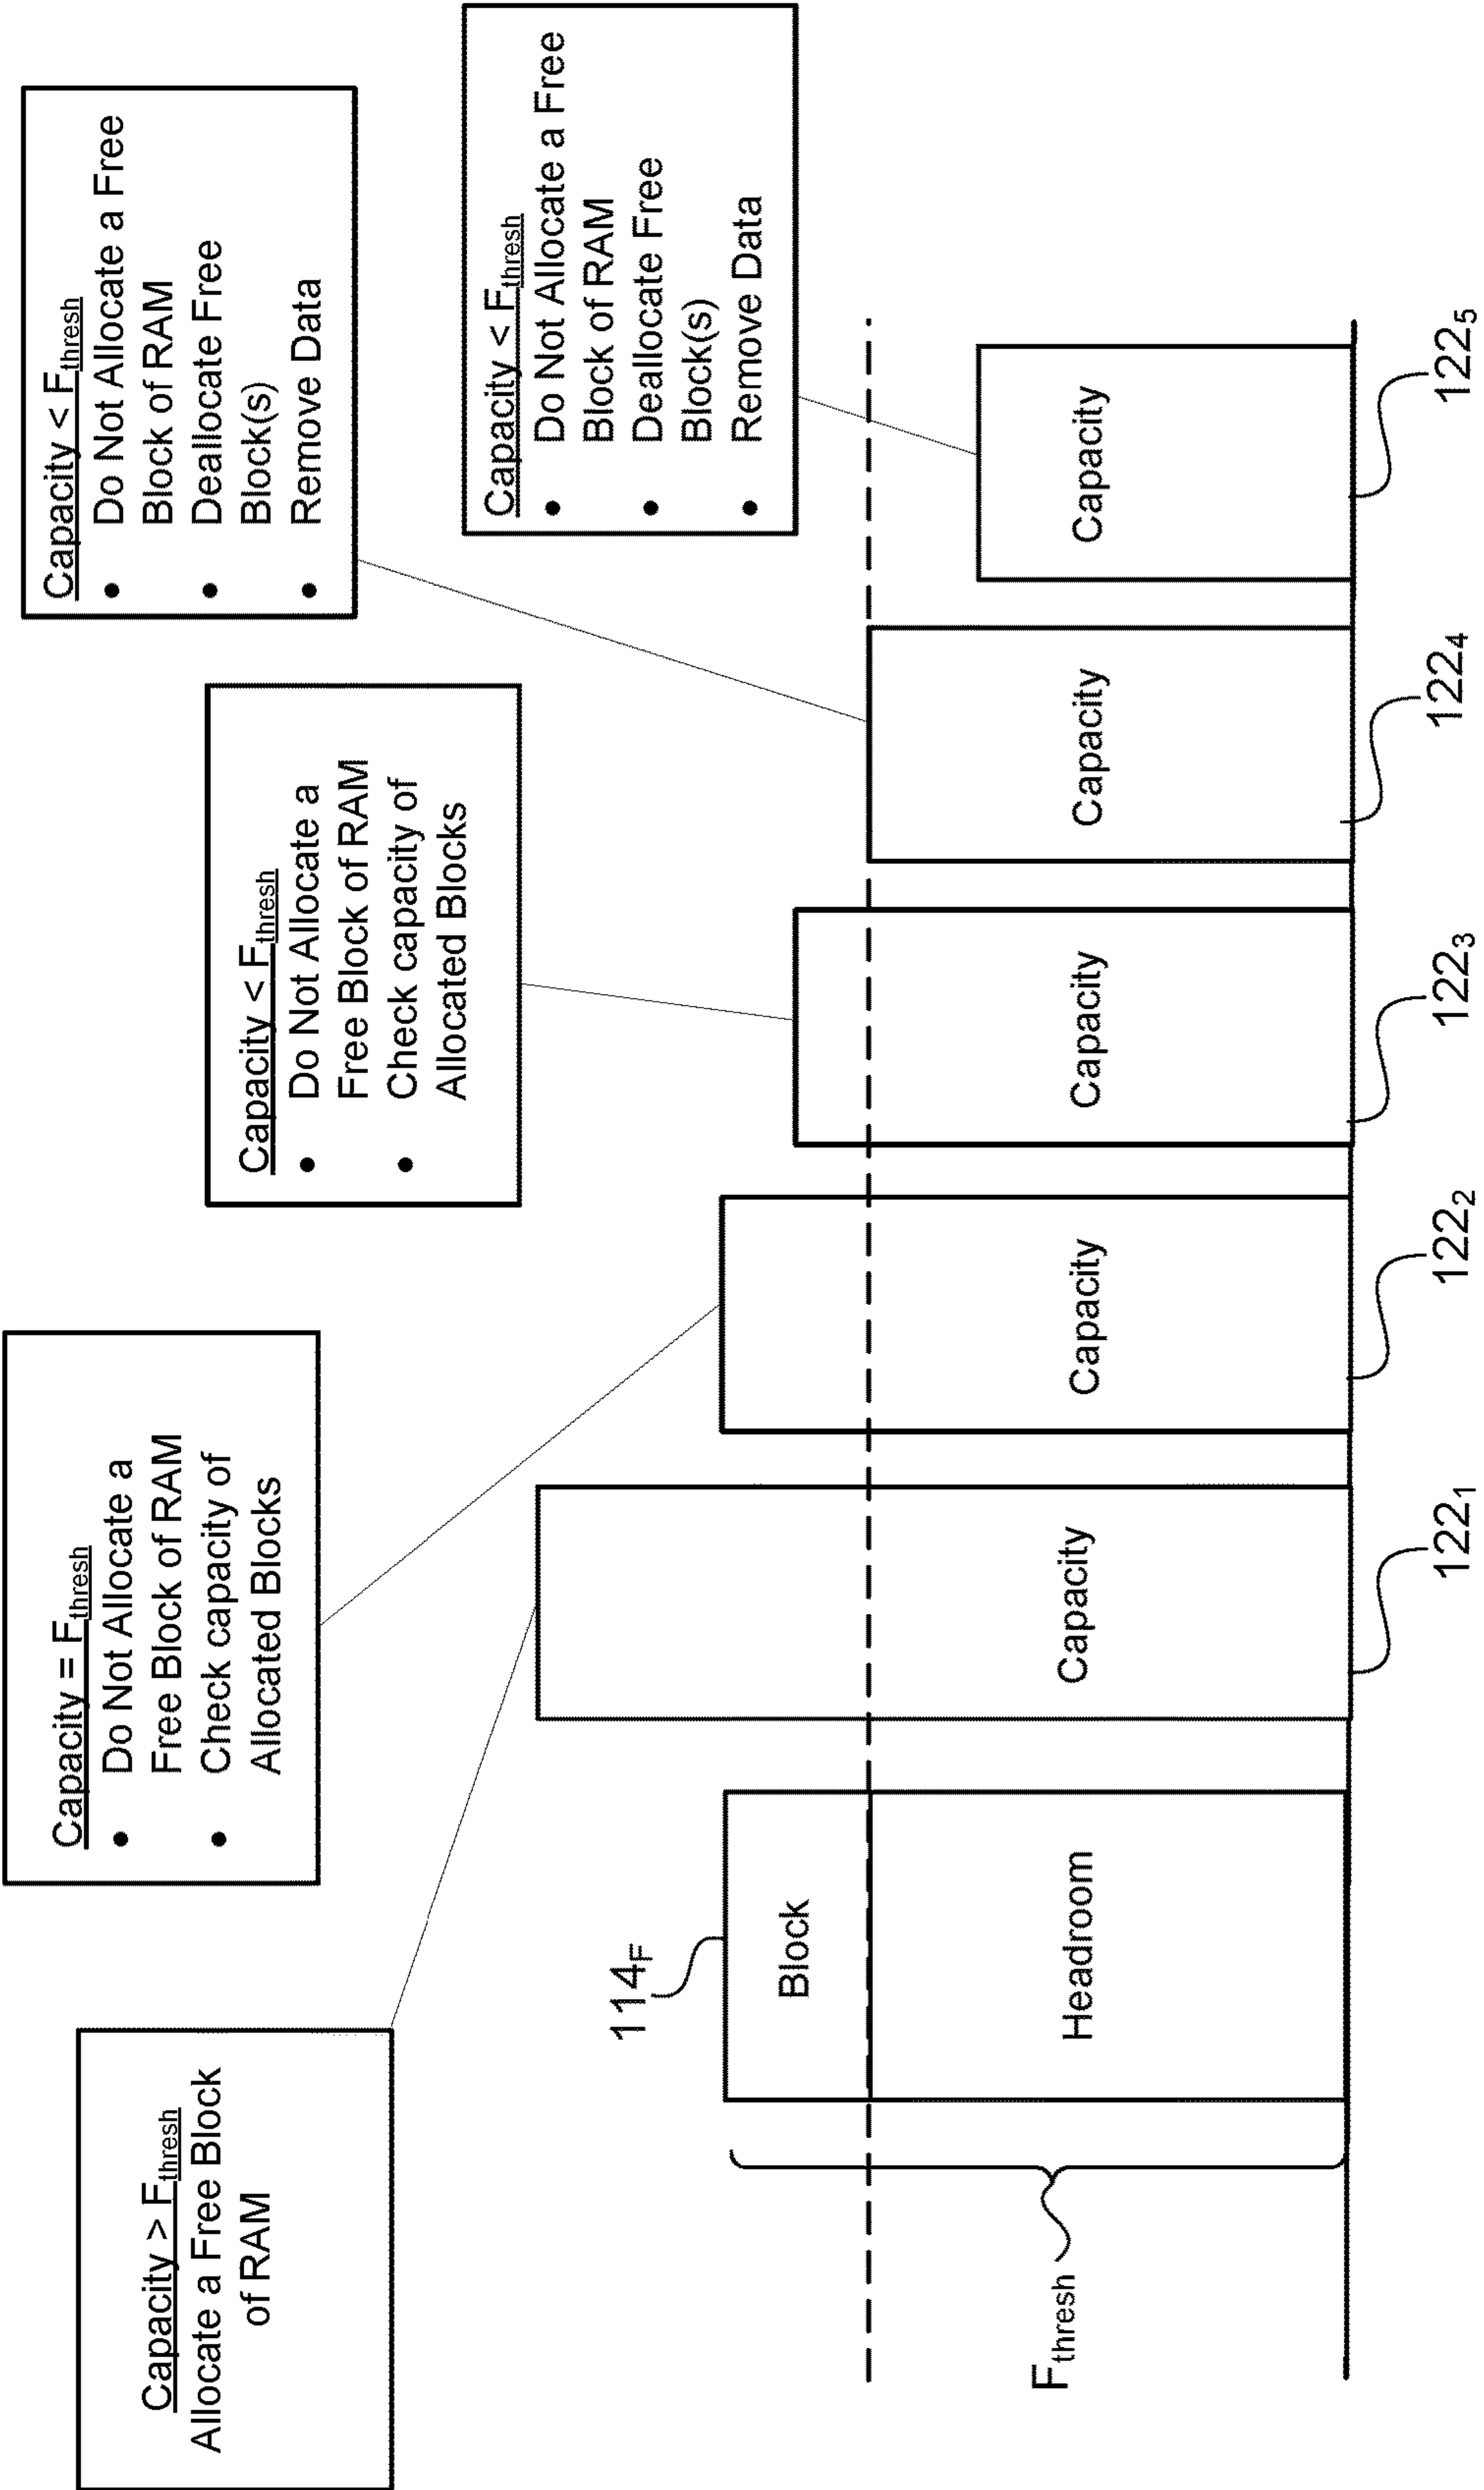 Capacity > Fthresh
Allocate a Free Block
of RAM
Capacity = Fthresh
• Do Not Allocate a
Free Block of RAM
• Check capacity of
Allocated Blocks
Capacity < Fthresh
• Do Not Allocate a
Free Block of RAM
• Check capacity of
Allocated Blocks
Capacity < Fthresh
• Do Not Allocate a Free
Block of RAM
• Deallocate Free
Block(s)
• Remove Data
Capacity < Fthresh
• Do Not Allocate a Free
Block of RAM
• Deallocate Free
Block(s)
• Remove Data
114F
Block
Headroom
Fthresh
Capacity
Capacity
Capacity
Capacity
Capacity
1221
1222
1223
1224
1225